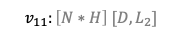 v₁₁: [N * H] [D, L₂]